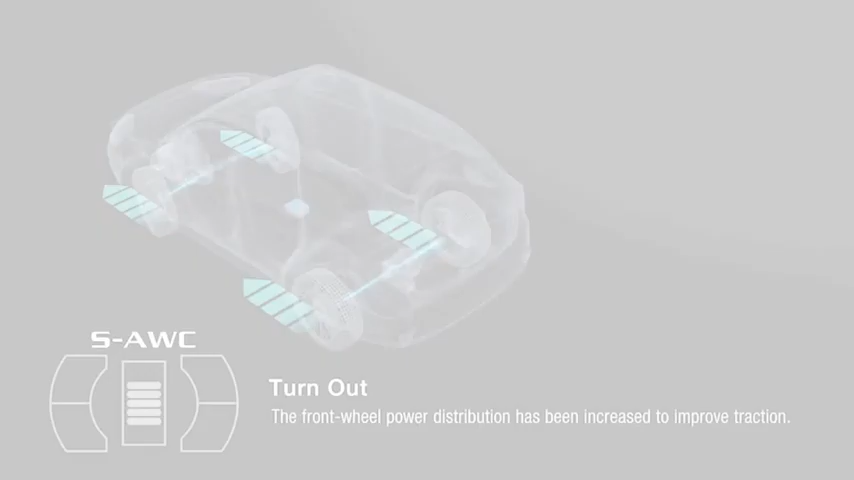 S-AWC
Turn Out
The front-wheel power distribution has been increased to improve traction.